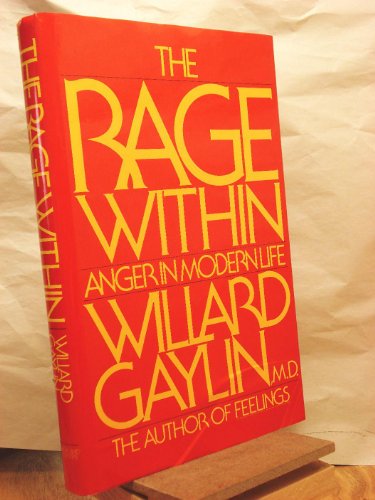 THE
RAGE
WITHIN
ANGER IN MODERN LIFE
WILLARD
GAYLIN, M.D.
THE AUTHOR OF FEELINGS
THE RAGE WITHIN
WILLARD
GAYLIN